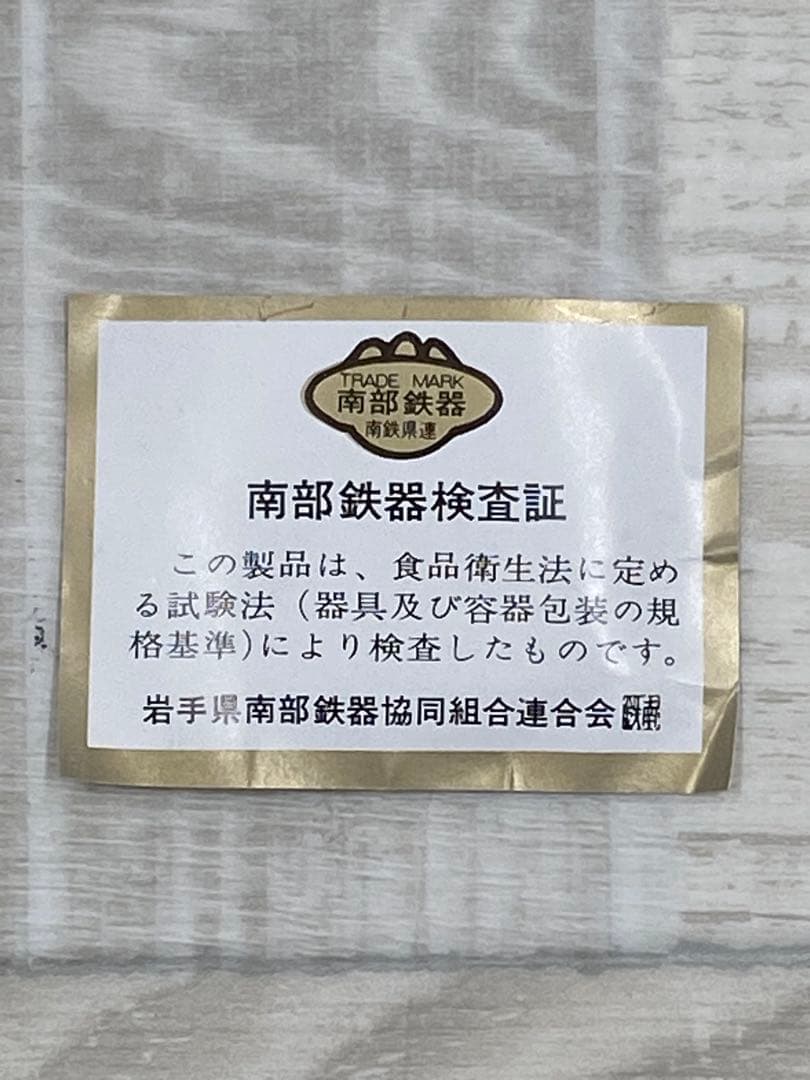 TRADE MARK
南部鉄器
南鉄県連
南部鉄器検査証
この製品は、食品衛生法に定め
る試験法（器具及び容器包装の規
格基準)により検査したものです。
岩手県南部鉄器協同組合連合会